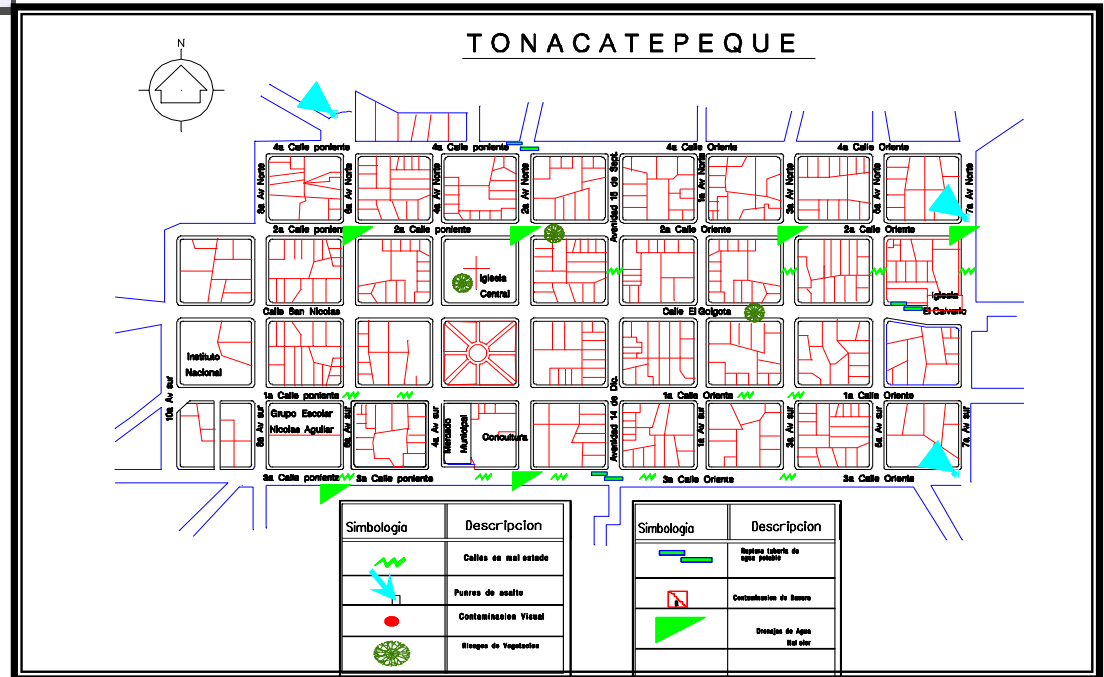 TONACATEPEQUE
N
4a Calle poniente
4a Calle poniente
4a Calle Oriente
4a Calle Oriente
3a Av Norte
6a Av Norte
4a Av Norte
2a Av Norte
Avenidad 15 de Sept.
1a Av Norte
3a Av Norte
5a Av Norte
7a Av Norte
2a Calle poniente
2a Calle poniente
2a Calle Oriente
2a Calle Oriente
Iglesia
Central
Iglesia
El Calvario
Calle San Nicolas
Calle El Golgota
Instituto
Nacional
1a Calle poniente
1a Calle Oriente
1a Calle Oriente
10a Av sur
8a Av sur
Grupo Escolar
Nicolas Aguilar
6a Av sur
4a Av sur
Mercado
Municipal
Concultura
Avenidad 14 de Dic.
1a Av sur
3a Av sur
5a Av sur
7a Av sur
3a Calle poniente
3a Calle poniente
3a Calle Oriente
3a Calle Oriente
Simbologia Descripcion
Calles en mal estado
Punros de asalto
Contaminacion Visual
Riesgos de Vegetacion
Simbologia Descripcion
Ruptura tuberia de
agua potable
Contaminacion de Basura
Drenajes de Agua
Mal olor